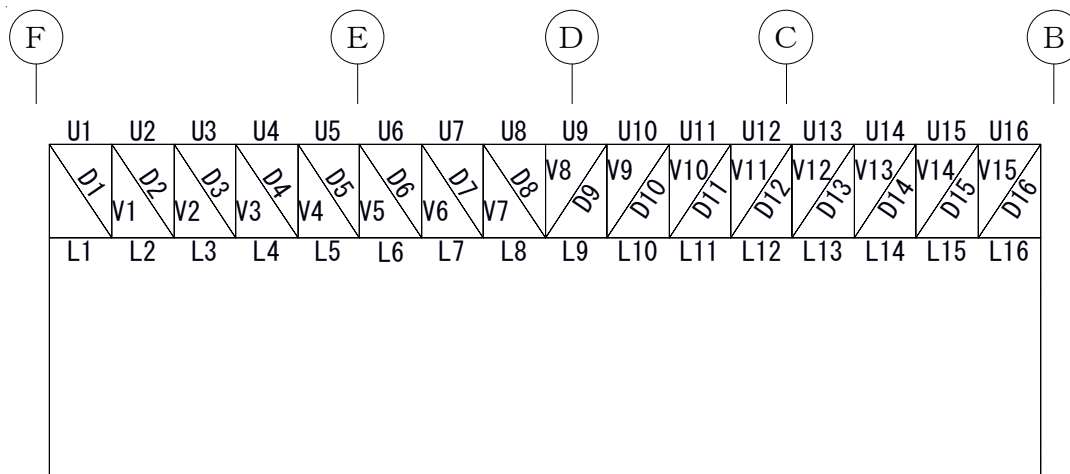 F E D C B
U1 U2 U3 U4 U5 U6 U7 U8 U9 U10 U11 U12 U13 U14 U15 U16
V8 V9 V10 V11 V12 V13 V14 V15
D1 D2 D3 D4 D5 D6 D7 D8 D9 D10 D11 D12 D13 D14 D15 D16
V1 V2 V3 V4 V5 V6 V7
L1 L2 L3 L4 L5 L6 L7 L8 L9 L10 L11 L12 L13 L14 L15 L16